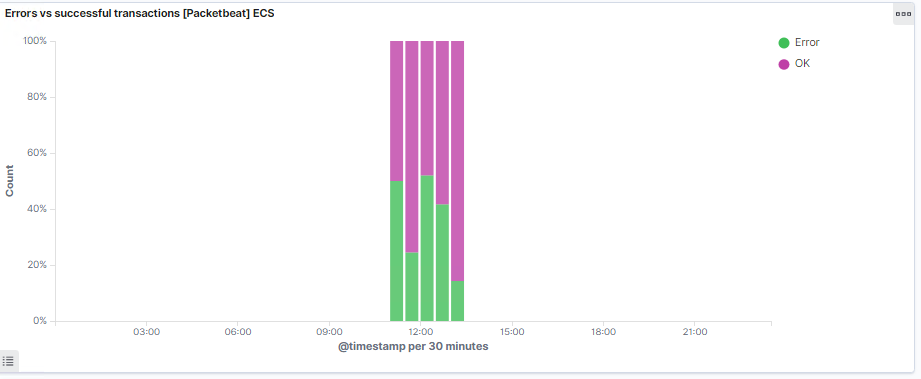 Errors vs successful transactions [Packetbeat] ECS
100%
80%
60%
40%
20%
0%
Count
03:00
06:00
09:00
12:00
15:00
18:00
21:00
@timestamp per 30 minutes
Error
OK